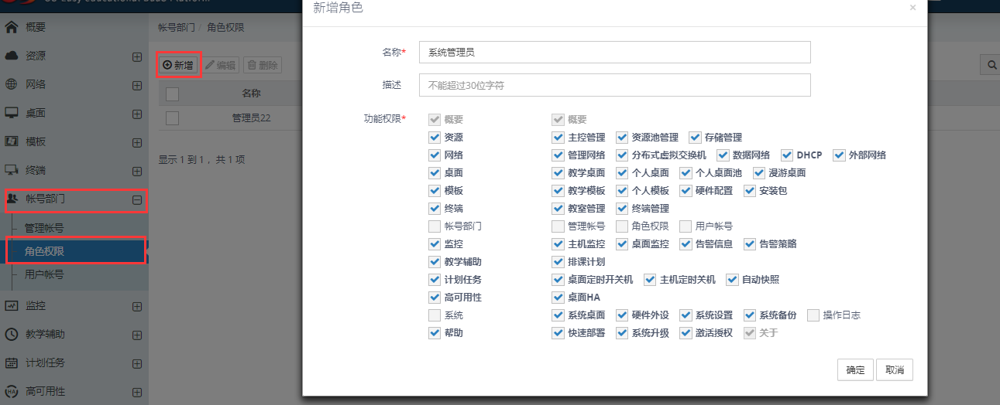 OS-Easy Educational Base Platform
概要
资源
网络
桌面
模板
终端
帐号部门
管理帐号
角色权限
用户帐号
监控
教学辅助
计划任务
HA 高可用性
帐号部门 / 角色权限
新增 编辑 删除
名称
管理员22
显示 1 到 1 ，共 1 项
新增角色 ×
名称* 系统管理员
描述 不能超过30位字符
功能权限* 概要 概要
资源 主控管理 资源池管理 存储管理
网络 管理网络 分布式虚拟交换机 数据网络 DHCP 外部网络
桌面 教学桌面 个人桌面 个人桌面池 漫游桌面
模板 教学模板 个人模板 硬件配置 安装包
终端 教室管理 终端管理
帐号部门 管理帐号 角色权限 用户帐号
监控 主机监控 桌面监控 告警信息 告警策略
教学辅助 排课计划
计划任务 桌面定时开关机 主机定时关机 自动快照
高可用性 桌面HA
系统 系统桌面 硬件外设 系统设置 系统备份 操作日志
帮助 快速部署 系统升级 激活授权 关于
确定 取消